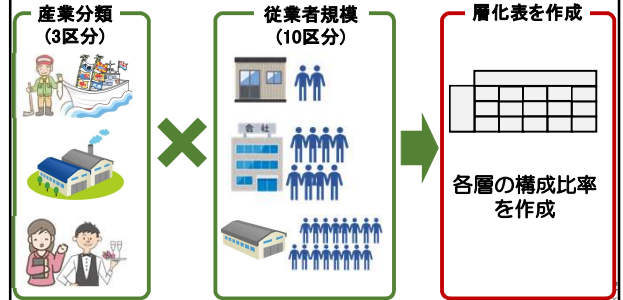 産業分類
(3区分)
従業者規模
(10区分)
会社
層化表を作成
各層の構成比率
を作成